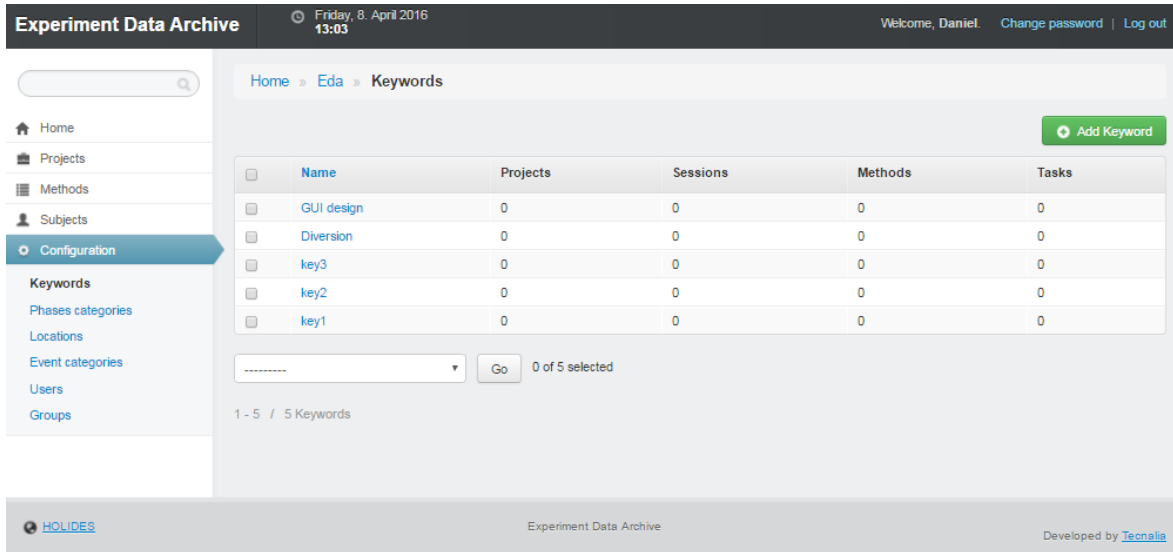 Experiment Data Archive
Friday, 8. April 2016
13:03
Welcome, Daniel. Change password | Log out
Home » Eda » Keywords
Home
Projects
Methods
Subjects
Configuration
Keywords
Phases categories
Locations
Event categories
Users
Groups
Add Keyword
Name Projects Sessions Methods Tasks
GUI design 0 0 0 0
Diversion 0 0 0 0
key3 0 0 0 0
key2 0 0 0 0
key1 0 0 0 0
--------- Go 0 of 5 selected
1 - 5 / 5 Keywords
HOLIDES
Experiment Data Archive
Developed by Tecnalia